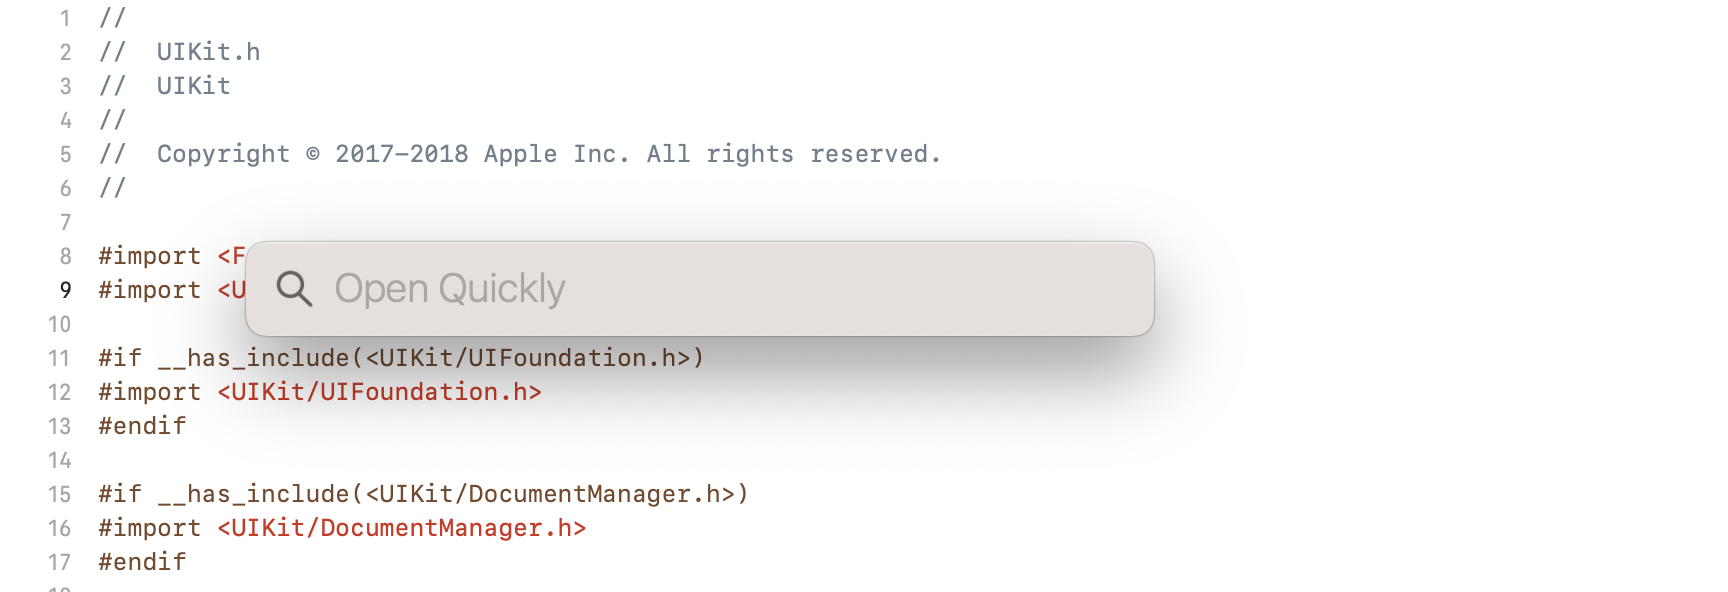 1 //
2 // UIKit.h
3 // UIKit
4 //
5 // Copyright © 2017–2018 Apple Inc. All rights reserved.
6 //
7
8 #import <F
9 #import <U
Open Quickly
10
11 #if __has_include(<UIKit/UIFoundation.h>)
12 #import <UIKit/UIFoundation.h>
13 #endif
14
15 #if __has_include(<UIKit/DocumentManager.h>)
16 #import <UIKit/DocumentManager.h>
17 #endif